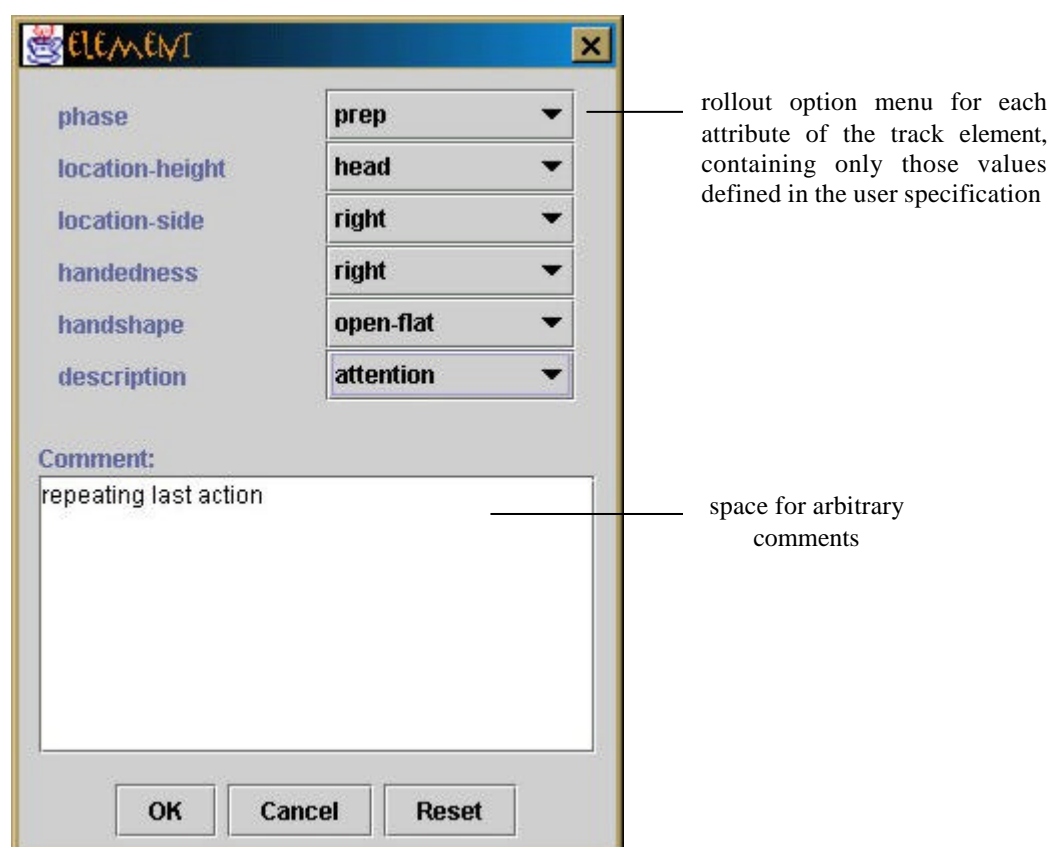 ELEMENT
phase prep
location-height head
location-side right
handedness right
handshape open-flat
description attention
Comment:
repeating last action
OK Cancel Reset
rollout option menu for each
attribute of the track element,
containing only those values
defined in the user specification
space for arbitrary
comments